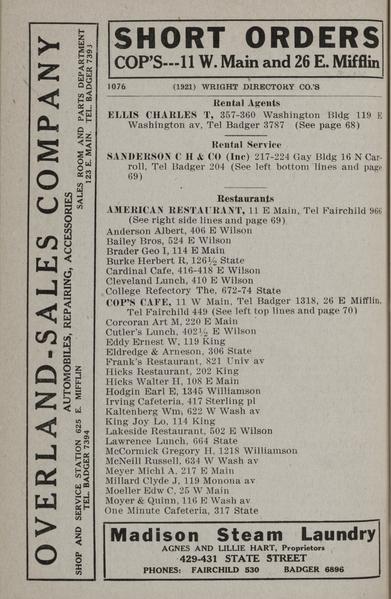 SHORT ORDERS
COP'S---11 W. Main and 26 E. Mifflin
1076 (1921) WRIGHT DIRECTORY CO.'S
Rental Agents
ELLIS CHARLES T, 357-360 Washington Bldg 119 E
Washington av, Tel Badger 3787 (See page 68)
Rental Service
SANDERSON C H & CO (Inc) 217-224 Gay Bldg 16 N Car-
roll, Tel Badger 204 (See left bottom lines and page
69)
Restaurants
AMERICAN RESTAURANT, 11 E Main, Tel Fairchild 966
(See right side lines and page 69)
Anderson Albert, 406 E Wilson
Bailey Bros, 524 E Wilson
Brader Geo I, 114 E Main
Burke Herbert R, 126½ State
Cardinal Cafe, 416-418 E Wilson
Cleveland Lunch, 410 E Wilson
College Refectory The, 672-74 State
COP'S CAFE, 11 W Main, Tel Badger 1318, 26 E Mifflin,
Tel Fairchild 449 (See left top lines and page 70)
Corcoran Art M, 220 E Main
Cutler's Lunch, 402½ E Wilson
Eddy Ernest W, 119 King
Eldredge & Arneson, 306 State
Frank's Restaurant, 821 Univ av
Hicks Restaurant, 202 King
Hicks Walter H, 108 E Main
Hodgin Earl E, 1345 Williamson
Irving Cafeteria, 417 Sterling pl
Kaltenberg Wm, 622 W Wash av
King Joy Lo, 114 King
Lakeside Restaurant, 502 E Wilson
Lawrence Lunch, 664 State
McCormick Gregory H, 1218 Williamson
McNeill Russell, 634 W Wash av
Meyer Michl A, 217 E Main
Millard Clyde J, 119 Monona av
Moeller Edw C, 25 W Main
Moyer & Quinn, 116 E Wash av
One Minute Cafeteria, 317 State
Madison Steam Laundry
AGNES AND LILLIE HART, Proprietors
429-431 STATE STREET
PHONES: FAIRCHILD 530 BADGER 6896
OVERLAND-SALES COMPANY
AUTOMOBILES, REPAIRING, ACCESSORIES
SHOP AND SERVICE STATION 625 E. MIFFLIN
TEL. BADGER 7394
SALES ROOM AND PARTS DEPARTMENT
123 E. MAIN. TEL. BADGER 7393